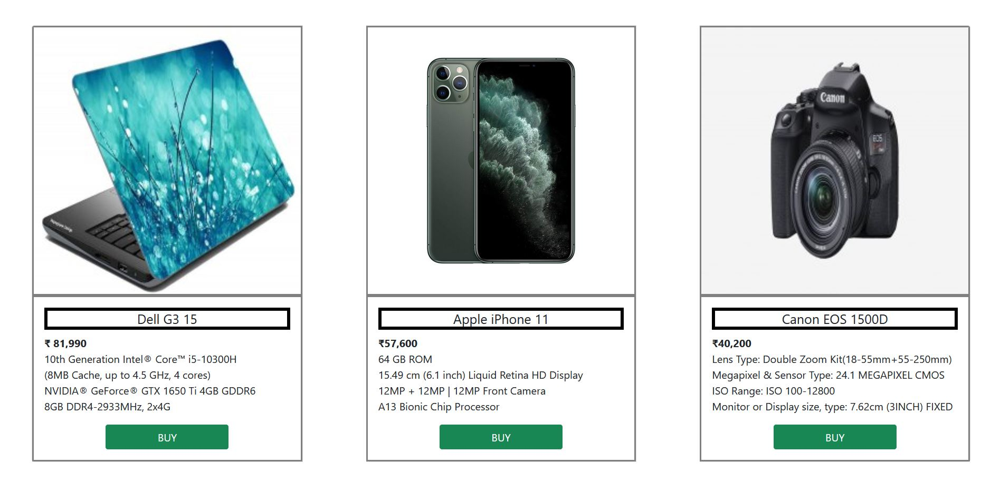 Canon
EOS
Dell G3 15
₹ 81,990
10th Generation Intel® Core™ i5-10300H
(8MB Cache, up to 4.5 GHz, 4 cores)
NVIDIA® GeForce® GTX 1650 Ti 4GB GDDR6
8GB DDR4-2933MHz, 2x4G
BUY
Apple iPhone 11
₹57,600
64 GB ROM
15.49 cm (6.1 inch) Liquid Retina HD Display
12MP + 12MP | 12MP Front Camera
A13 Bionic Chip Processor
BUY
Canon EOS 1500D
₹40,200
Lens Type: Double Zoom Kit(18-55mm+55-250mm)
Megapixel & Sensor Type: 24.1 MEGAPIXEL CMOS
ISO Range: ISO 100-12800
Monitor or Display size, type: 7.62cm (3INCH) FIXED
BUY